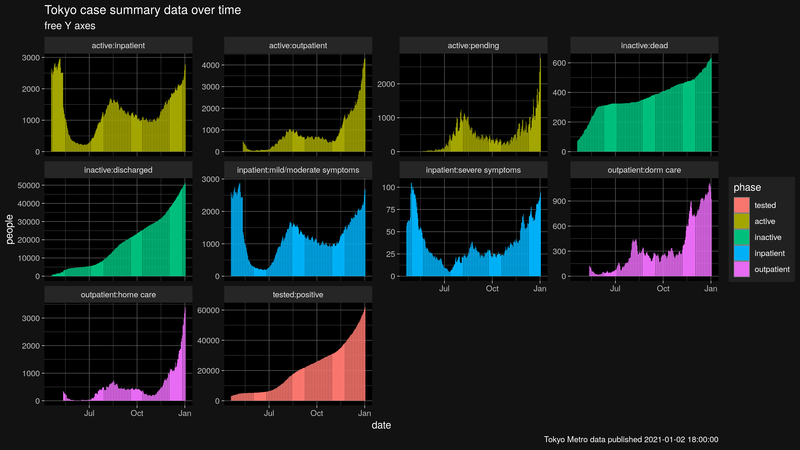 Tokyo case summary data over time
free Y axes
active:inpatient
active:outpatient
active:pending
inactive:dead
3000
2000
1000
0
4000
3000
2000
1000
0
2000
1000
0
600
400
200
0
inactive:discharged
inpatient:mild/moderate symptoms
inpatient:severe symptoms
outpatient:dorm care
50000
40000
30000
20000
10000
0
3000
2000
1000
0
100
75
50
25
0
900
600
300
0
Jul Oct Jan
Jul Oct Jan
outpatient:home care
tested:positive
3000
2000
1000
0
60000
40000
20000
0
Jul Oct Jan
Jul Oct Jan
people
date
phase
tested
active
inactive
inpatient
outpatient
Tokyo Metro data published 2021-01-02 18:00:00